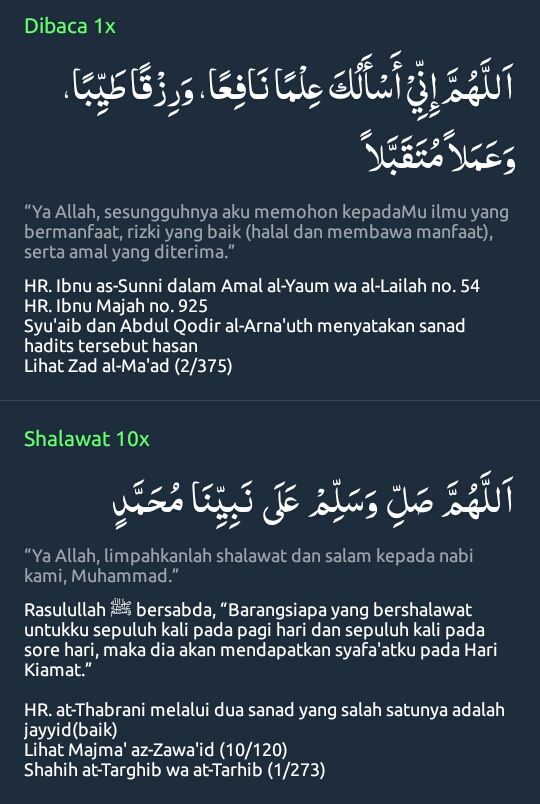 Dibaca 1x
اَللَّهُمَّ إِنِّيْ أَسْأَلُكَ عِلْمًا نَافِعًا، وَرِزْقًا طَيِّبًا،
وَعَمَلاً مُتَقَبَّلاً
“Ya Allah, sesungguhnya aku memohon kepadaMu ilmu yang
bermanfaat, rizki yang baik (halal dan membawa manfaat),
serta amal yang diterima.”
HR. Ibnu as-Sunni dalam Amal al-Yaum wa al-Lailah no. 54
HR. Ibnu Majah no. 925
Syu'aib dan Abdul Qodir al-Arna'uth menyatakan sanad
hadits tersebut hasan
Lihat Zad al-Ma'ad (2/375)
Shalawat 10x
اَللَّهُمَّ صَلِّ وَسَلِّمْ عَلَى نَبِيِّنَا مُحَمَّدٍ
“Ya Allah, limpahkanlah shalawat dan salam kepada nabi
kami, Muhammad.”
Rasulullah ﷺ bersabda, “Barangsiapa yang bershalawat
untukku sepuluh kali pada pagi hari dan sepuluh kali pada
sore hari, maka dia akan mendapatkan syafa'atku pada Hari
Kiamat.”
HR. at-Thabrani melalui dua sanad yang salah satunya adalah
jayyid(baik)
Lihat Majma' az-Zawa'id (10/120)
Shahih at-Targhib wa at-Tarhib (1/273)